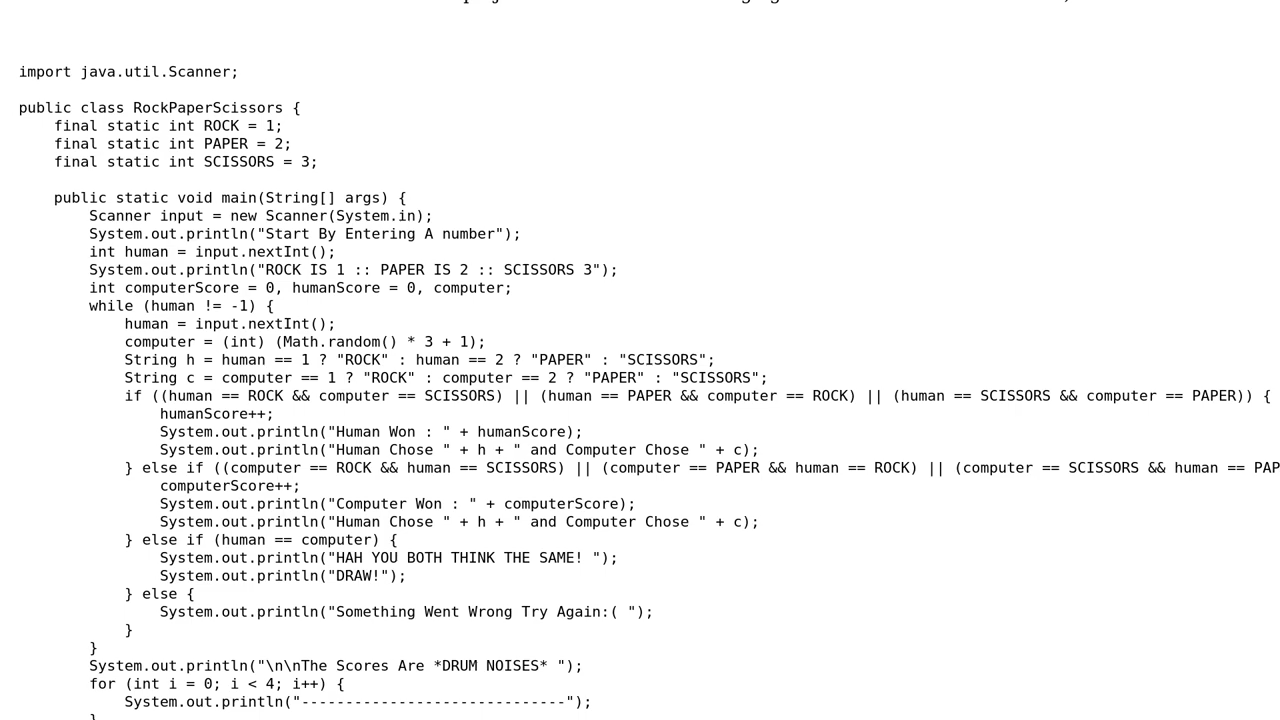 import java.util.Scanner;
public class RockPaperScissors {
    final static int ROCK = 1;
    final static int PAPER = 2;
    final static int SCISSORS = 3;
    public static void main(String[] args) {
        Scanner input = new Scanner(System.in);
        System.out.println("Start By Entering A number");
        int human = input.nextInt();
        System.out.println("ROCK IS 1 :: PAPER IS 2 :: SCISSORS 3");
        int computerScore = 0, humanScore = 0, computer;
        while (human != -1) {
            human = input.nextInt();
            computer = (int) (Math.random() * 3 + 1);
            String h = human == 1 ? "ROCK" : human == 2 ? "PAPER" : "SCISSORS";
            String c = computer == 1 ? "ROCK" : computer == 2 ? "PAPER" : "SCISSORS";
            if ((human == ROCK && computer == SCISSORS) || (human == PAPER && computer == ROCK) || (human == SCISSORS && computer == PAPER)) {
                humanScore++;
                System.out.println("Human Won : " + humanScore);
                System.out.println("Human Chose " + h + " and Computer Chose " + c);
            } else if ((computer == ROCK && human == SCISSORS) || (computer == PAPER && human == ROCK) || (computer == SCISSORS && human == PAP
                computerScore++;
                System.out.println("Computer Won : " + computerScore);
                System.out.println("Human Chose " + h + " and Computer Chose " + c);
            } else if (human == computer) {
                System.out.println("HAH YOU BOTH THINK THE SAME! ");
                System.out.println("DRAW!");
            } else {
                System.out.println("Something Went Wrong Try Again:( ");
            }
        }
        System.out.println("\n\nThe Scores Are *DRUM NOISES* ");
        for (int i = 0; i < 4; i++) {
            System.out.println("------------------------------");
        }